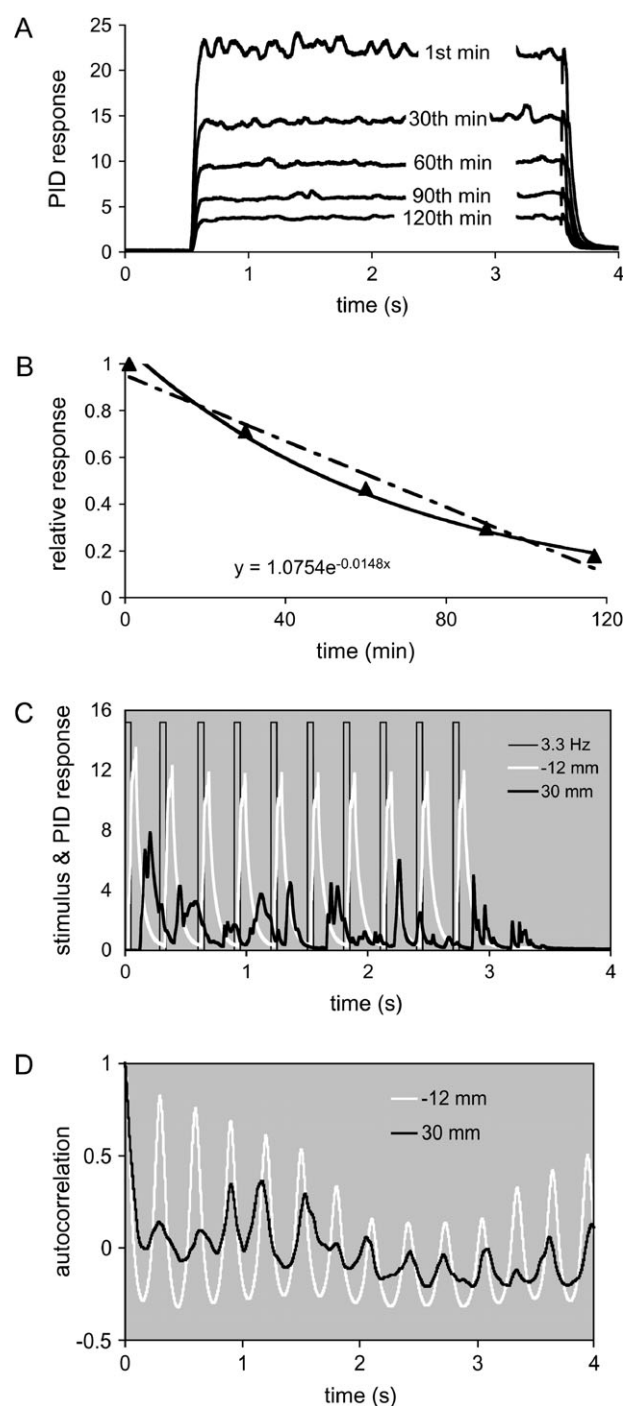 A
PID response
25
20
15
10
5
0
1st min
30th min
60th min
90th min
120th min
0 1 2 3 4
time (s)
B
relative response
1
0.8
0.6
0.4
0.2
0
y = 1.0754e^-0.0148x
0 40 80 120
time (min)
C
stimulus & PID response
16
12
8
4
0
3.3 Hz
-12 mm
30 mm
0 1 2 3 4
time (s)
D
autocorrelation
1
0.5
0
-0.5
-12 mm
30 mm
0 1 2 3 4
time (s)